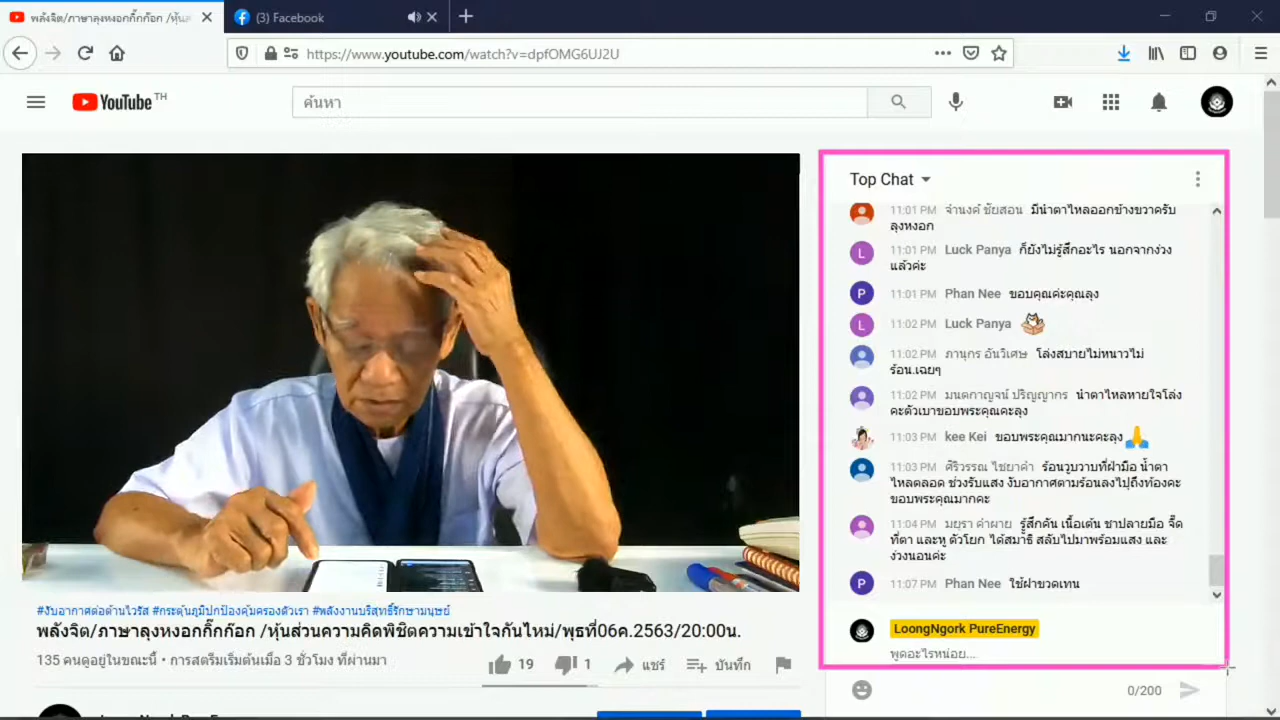 พลังจิต/ภาษาลุงหงอกกิ๊กก๊อก /หุ้นส
(3) Facebook
https://www.youtube.com/watch?v=dpfOMG6UJ2U
YouTube TH
ค้นหา
Top Chat
11:01 PM จำนงค์ ชัยสอน มีน้ำตาไหลออกข้างขวาครับ
ลุงหงอก
11:01 PM Luck Panya ก็ยังไม่รู้สึกอะไร นอกจากง่วง
แล้วค่ะ
11:01 PM Phan Nee ขอบคุณค่ะคุณลุง
11:02 PM Luck Panya
11:02 PM ภานุกร อันวิเศษ โล่งสบายไม่หนาวไม่
ร้อน.เฉยๆ
11:02 PM มนตกาญจน์ ปริญญากร น้ำตาไหลหายใจโล่ง
คะตัวเบาขอบพระคุณคะลุง
11:03 PM kee Kei ขอบพระคุณมากนะคะลุง
11:03 PM ศิริวรรณ ไชยาคำ ร้อนวูบวาบที่ฝ่ามือ น้ำตา
ไหลตลอด ช่วงรับแสง งับอากาศตามร้อนลงไปถึงท้องคะ
ขอบพระคุณมากคะ
11:04 PM มยุรา คำผาย รู้สึกคัน เนื้อเต้น ชาปลายมือ จี๊ด
ที่ตา และหู ตัวโยก ได้สมาธิ สลับไปมาพร้อมแสง และ
ง่วงนอนค่ะ
11:07 PM Phan Nee ใช้ฝาขวดเทน
LoongNgork PureEnergy
พูดอะไรหน่อย...
0/200
#งับอากาศต่อต้านไวรัส #กระตุ้นภูมิปกป้องคุ้มครองตัวเรา #พลังงานบริสุทธิ์รักษามนุษย์
พลังจิต/ภาษาลุงหงอกกิ๊กก๊อก /หุ้นส่วนความคิดพิชิตความเข้าใจกันใหม่/พุธที่06ค.2563/20:00น.
135 คนดูอยู่ในขณะนี้ • การสตรีมเริ่มต้นเมื่อ 3 ชั่วโมง ที่ผ่านมา
19 1 แชร์ บันทึก